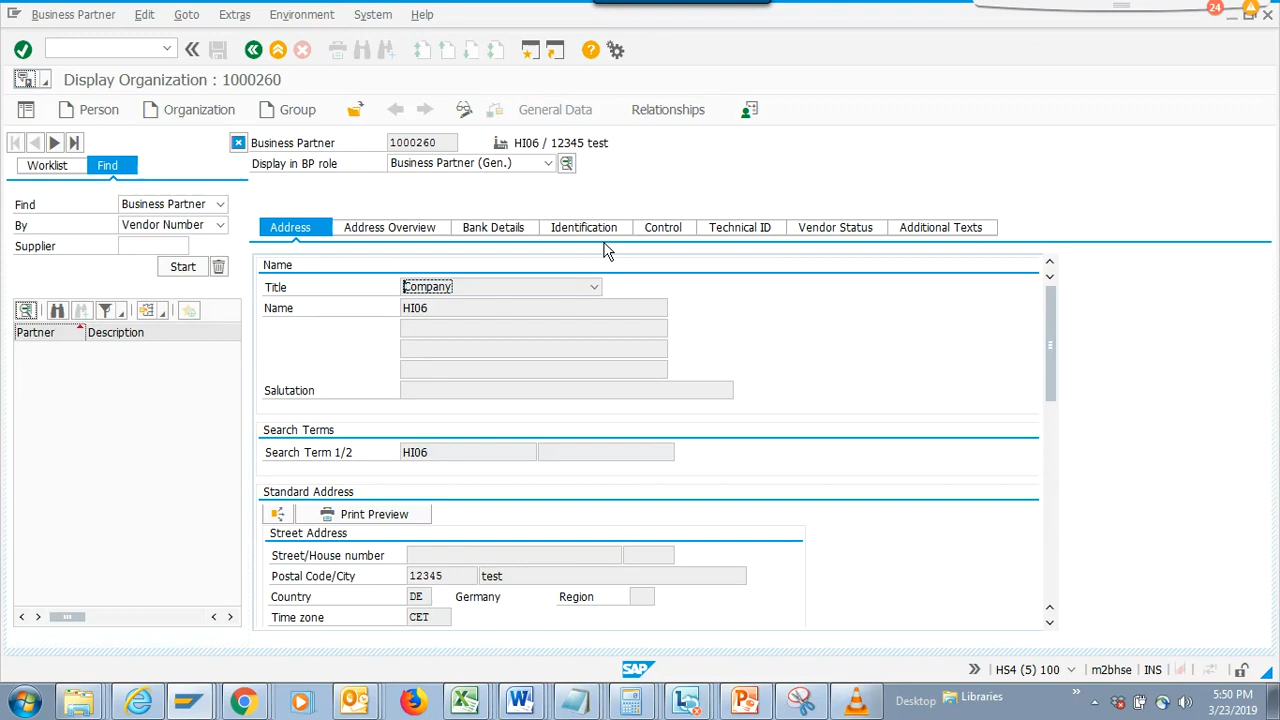 24
Business Partner Edit Goto Extras Environment System Help
Display Organization : 1000260
Person Organization Group General Data Relationships
Business Partner 1000260 HI06 / 12345 test
Worklist Find
Display in BP role Business Partner (Gen.)
Find Business Partner
By Vendor Number
Supplier
Start
Partner Description
Address Address Overview Bank Details Identification Control Technical ID Vendor Status Additional Texts
Name
Title Company
Name HI06
Salutation
Search Terms
Search Term 1/2 HI06
Standard Address
Print Preview
Street Address
Street/House number
Postal Code/City 12345 test
Country DE Germany Region
Time zone CET
SAP
HS4 (5) 100 m2bhse INS
Desktop Libraries
5:50 PM
3/23/2019